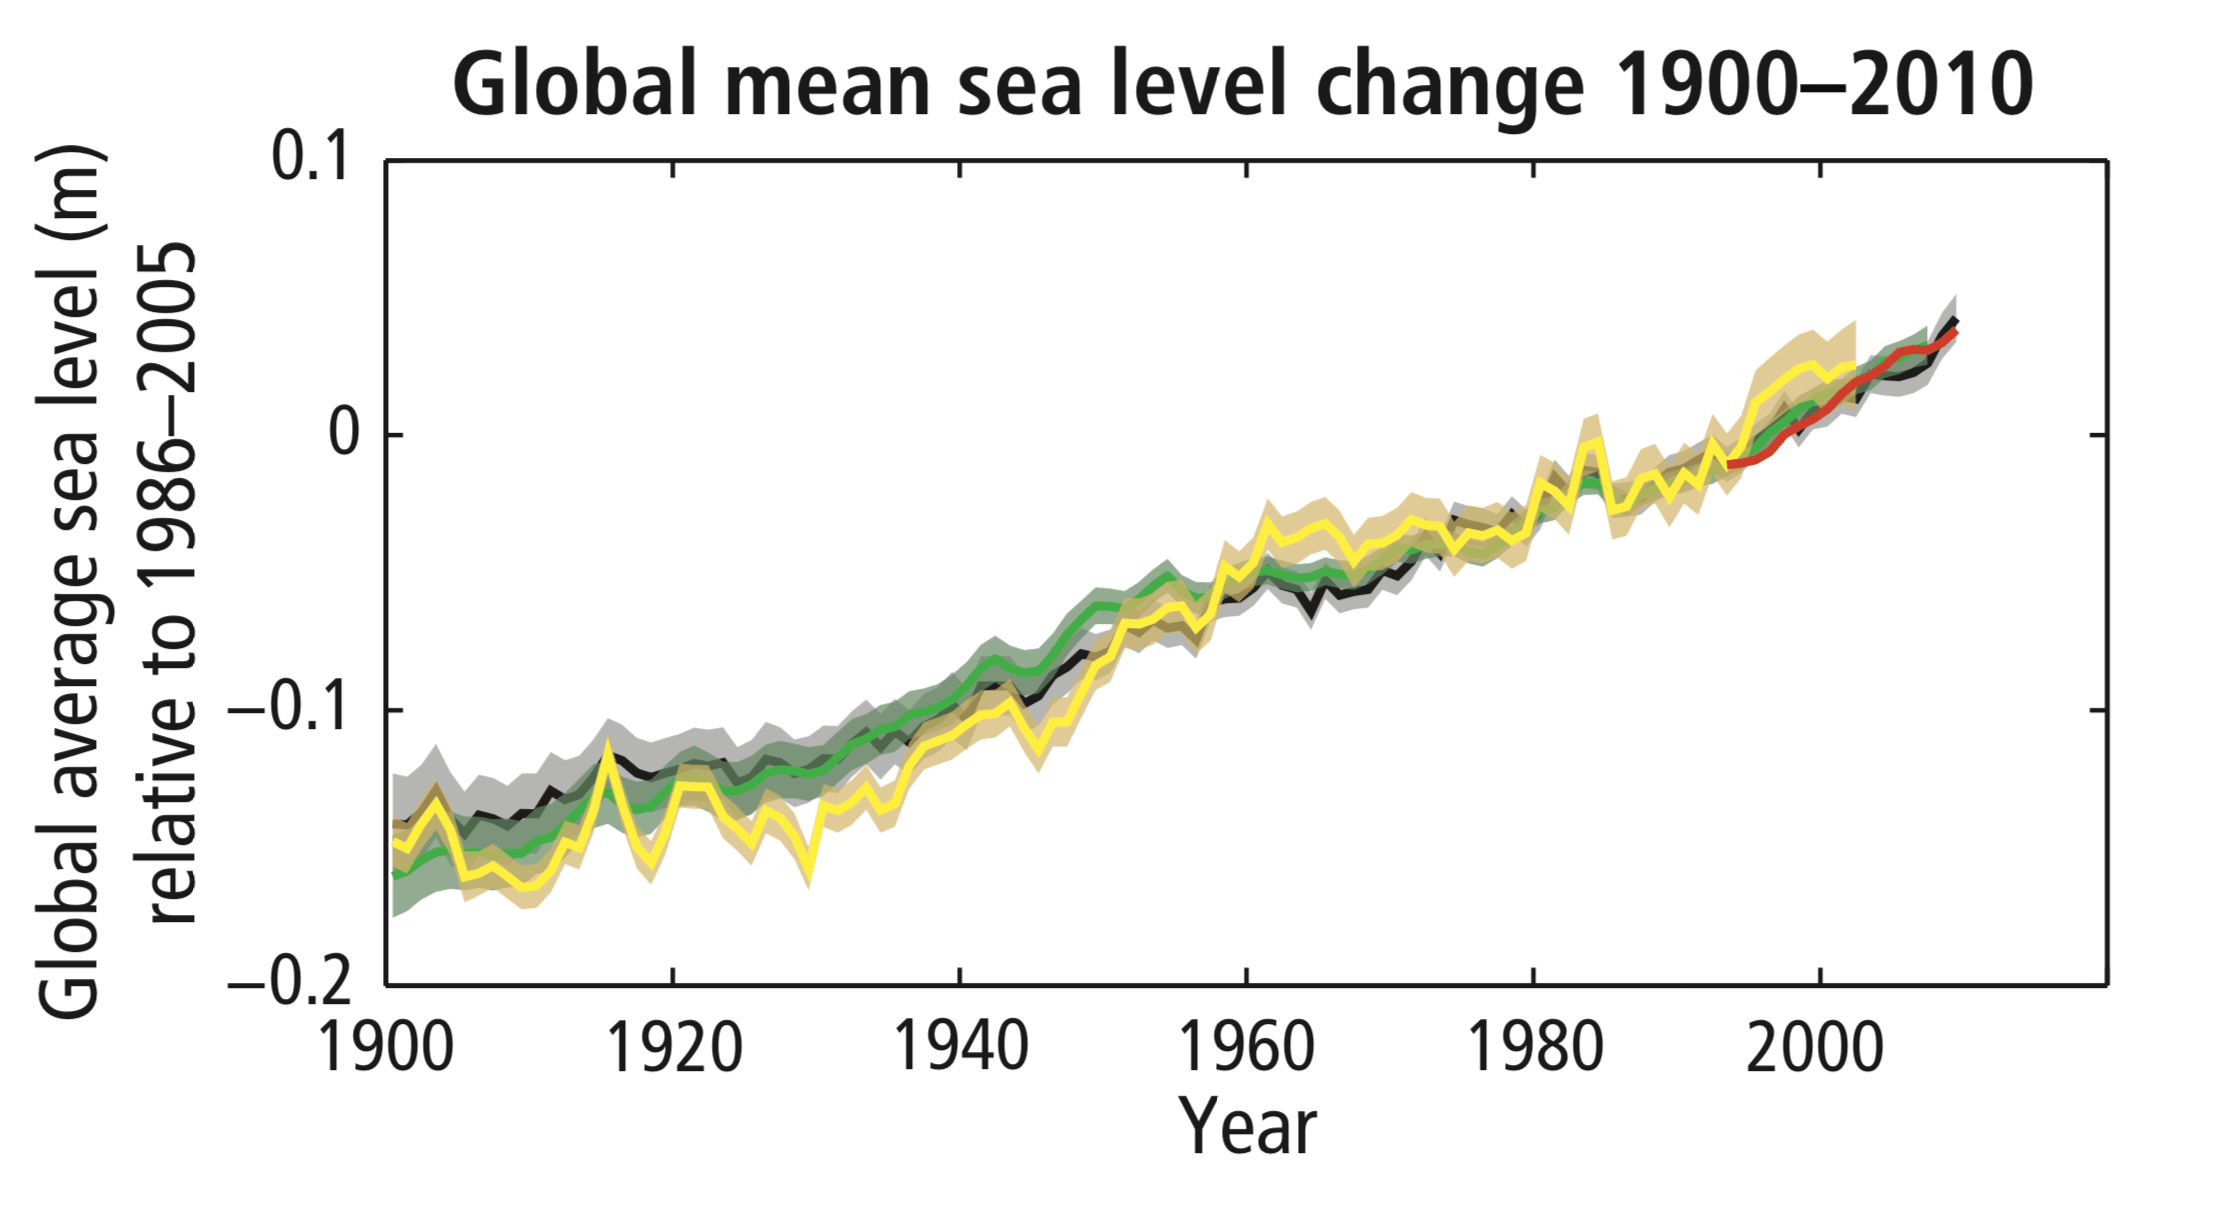 Global mean sea level change 1900–2010
Global average sea level (m)
relative to 1986–2005
0.1
0
−0.1
−0.2
1900 1920 1940 1960 1980 2000
Year